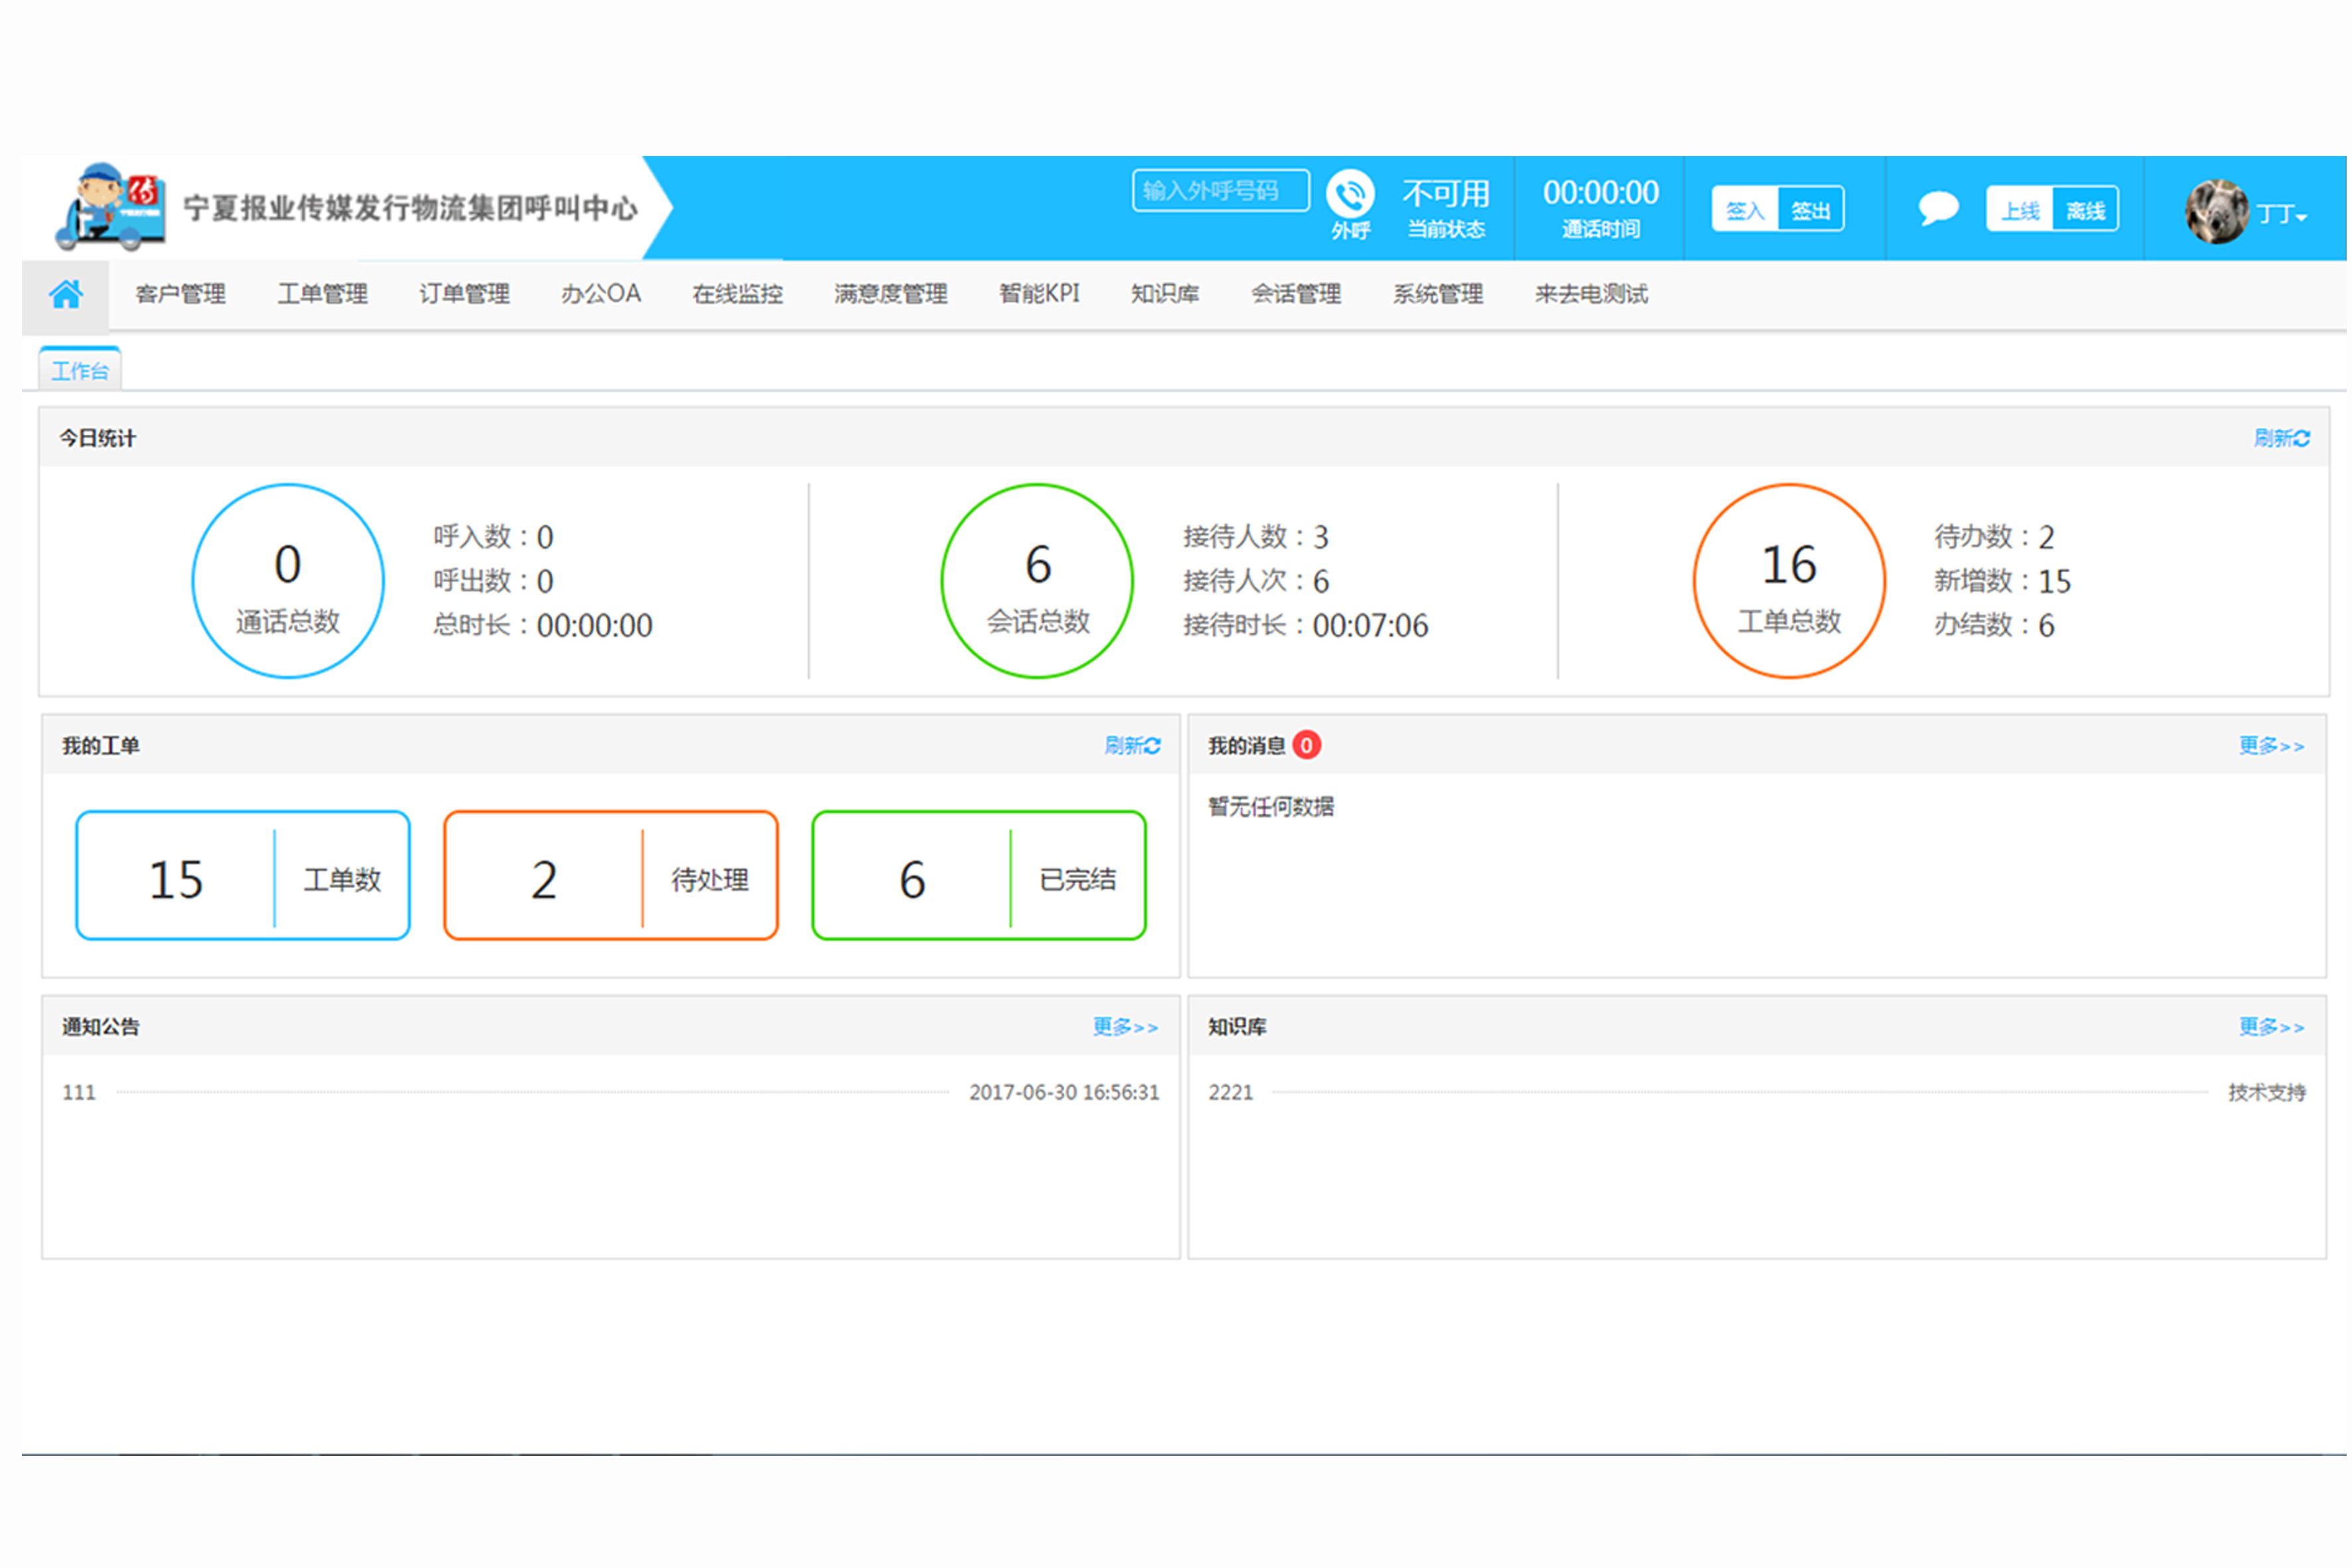 传
宁夏报业传媒发行物流集团呼叫中心
输入外呼号码
外呼
不可用
当前状态
00:00:00
通话时间
签入 签出
上线 离线
丁丁
客户管理 工单管理 订单管理 办公OA 在线监控 满意度管理 智能KPI 知识库 会话管理 系统管理 来去电测试
工作台
今日统计 刷新
0
通话总数
呼入数：0
呼出数：0
总时长：00:00:00
6
会话总数
接待人数：3
接待人次：6
接待时长：00:07:06
16
工单总数
待办数：2
新增数：15
办结数：6
我的工单 刷新
15 工单数
2 待处理
6 已完结
我的消息 0 更多>>
暂无任何数据
通知公告 更多>>
111 2017-06-30 16:56:31
知识库 更多>>
2221 技术支持